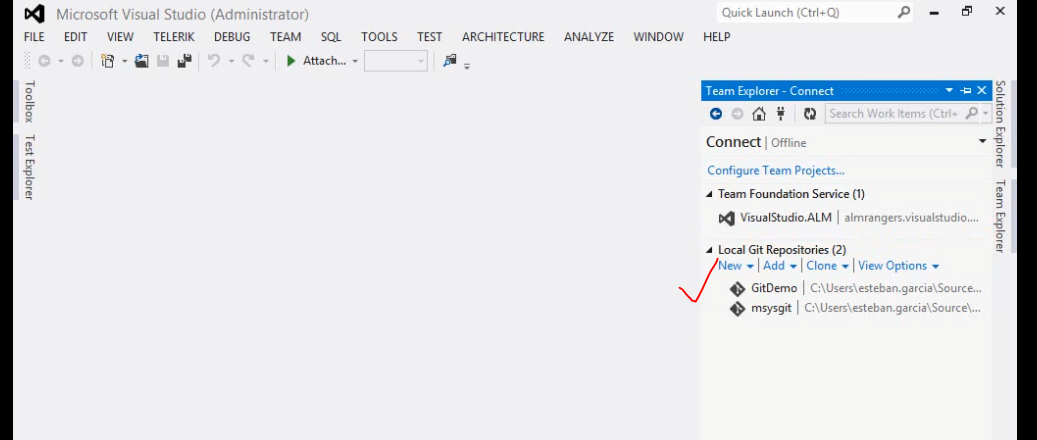 Microsoft Visual Studio (Administrator)
Quick Launch (Ctrl+Q)
FILE EDIT VIEW TELERIK DEBUG TEAM SQL TOOLS TEST ARCHITECTURE ANALYZE WINDOW HELP
Attach...
Toolbox
Test Explorer
Team Explorer - Connect
Search Work Items (Ctrl+
Connect | Offline
Configure Team Projects...
Team Foundation Service (1)
VisualStudio.ALM | almrangers.visualstudio....
Local Git Repositories (2)
New | Add | Clone | View Options
GitDemo | C:\Users\esteban.garcia\Source...
msysgit | C:\Users\esteban.garcia\Source\...
Solution Explorer
Team Explorer